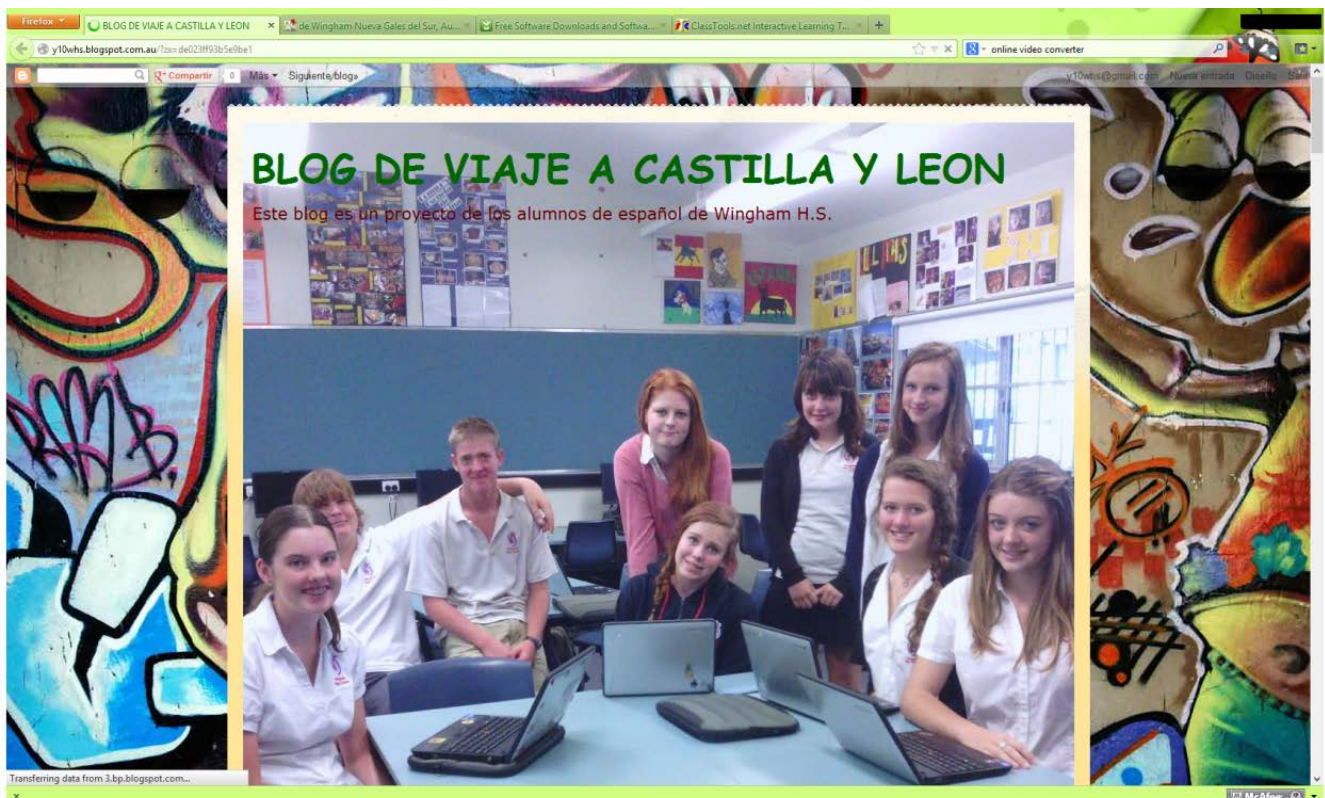 Firefox
BLOG DE VIAJE A CASTILLA Y LEON × de Wingham Nueva Gales del Sur, Au... × Free Software Downloads and Softwa... × ClassTools.net Interactive Learning T... × +
y10whs.blogspot.com.au/?zx=de023ff93b5e9be1
online video converter
Compartir 0 Más Siguiente blog» y10whs@gmail.com Nueva entrada Diseño Salir
BLOG DE VIAJE A CASTILLA Y LEON
Este blog es un proyecto de los alumnos de español de Wingham H.S.
Transferring data from 3.bp.blogspot.com...
× McAfee